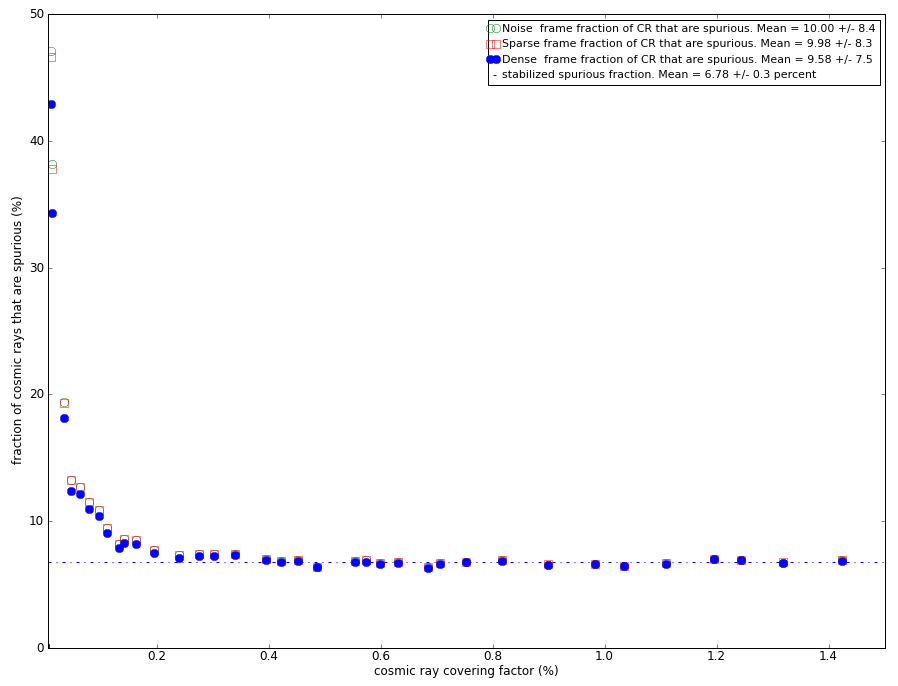 50
40
30
20
10
0
fraction of cosmic rays that are spurious (%)
Noise  frame fraction of CR that are spurious. Mean = 10.00 +/- 8.4
Sparse frame fraction of CR that are spurious. Mean = 9.98 +/- 8.3
Dense  frame fraction of CR that are spurious. Mean = 9.58 +/- 7.5
stabilized spurious fraction. Mean = 6.78 +/- 0.3 percent
0.2 0.4 0.6 0.8 1.0 1.2 1.4
cosmic ray covering factor (%)